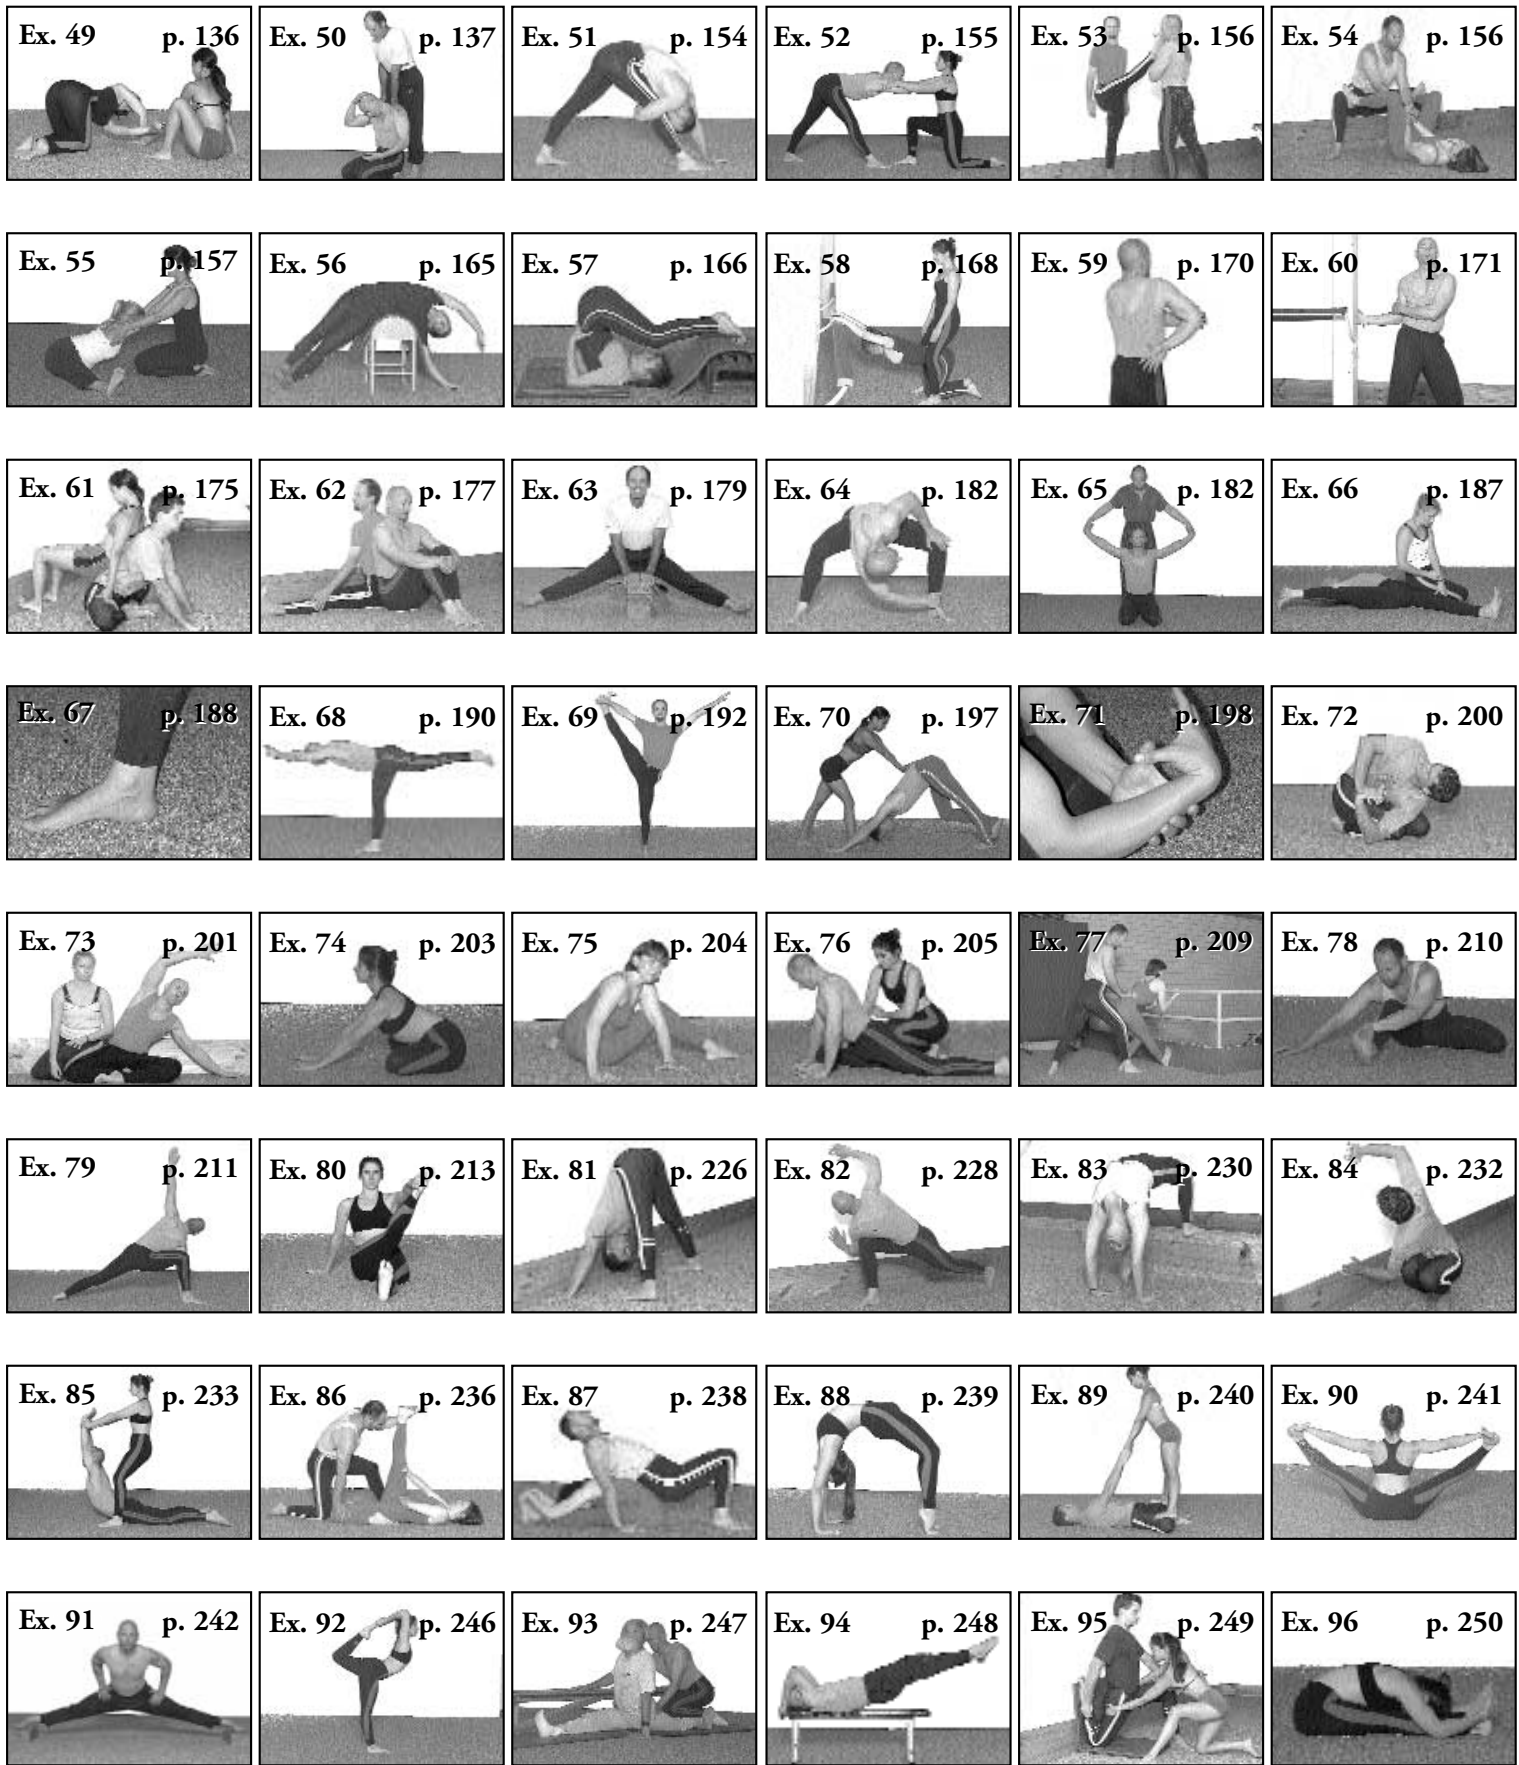 Ex. 49 p. 136
Ex. 50 p. 137
Ex. 51 p. 154
Ex. 52 p. 155
Ex. 53 p. 156
Ex. 54 p. 156
Ex. 55 p. 157
Ex. 56 p. 165
Ex. 57 p. 166
Ex. 58 p. 168
Ex. 59 p. 170
Ex. 60 p. 171
Ex. 61 p. 175
Ex. 62 p. 177
Ex. 63 p. 179
Ex. 64 p. 182
Ex. 65 p. 182
Ex. 66 p. 187
Ex. 67 p. 188
Ex. 68 p. 190
Ex. 69 p. 192
Ex. 70 p. 197
Ex. 71 p. 198
Ex. 72 p. 200
Ex. 73 p. 201
Ex. 74 p. 203
Ex. 75 p. 204
Ex. 76 p. 205
Ex. 77 p. 209
Ex. 78 p. 210
Ex. 79 p. 211
Ex. 80 p. 213
Ex. 81 p. 226
Ex. 82 p. 228
Ex. 83 p. 230
Ex. 84 p. 232
Ex. 85 p. 233
Ex. 86 p. 236
Ex. 87 p. 238
Ex. 88 p. 239
Ex. 89 p. 240
Ex. 90 p. 241
Ex. 91 p. 242
Ex. 92 p. 246
Ex. 93 p. 247
Ex. 94 p. 248
Ex. 95 p. 249
Ex. 96 p. 250